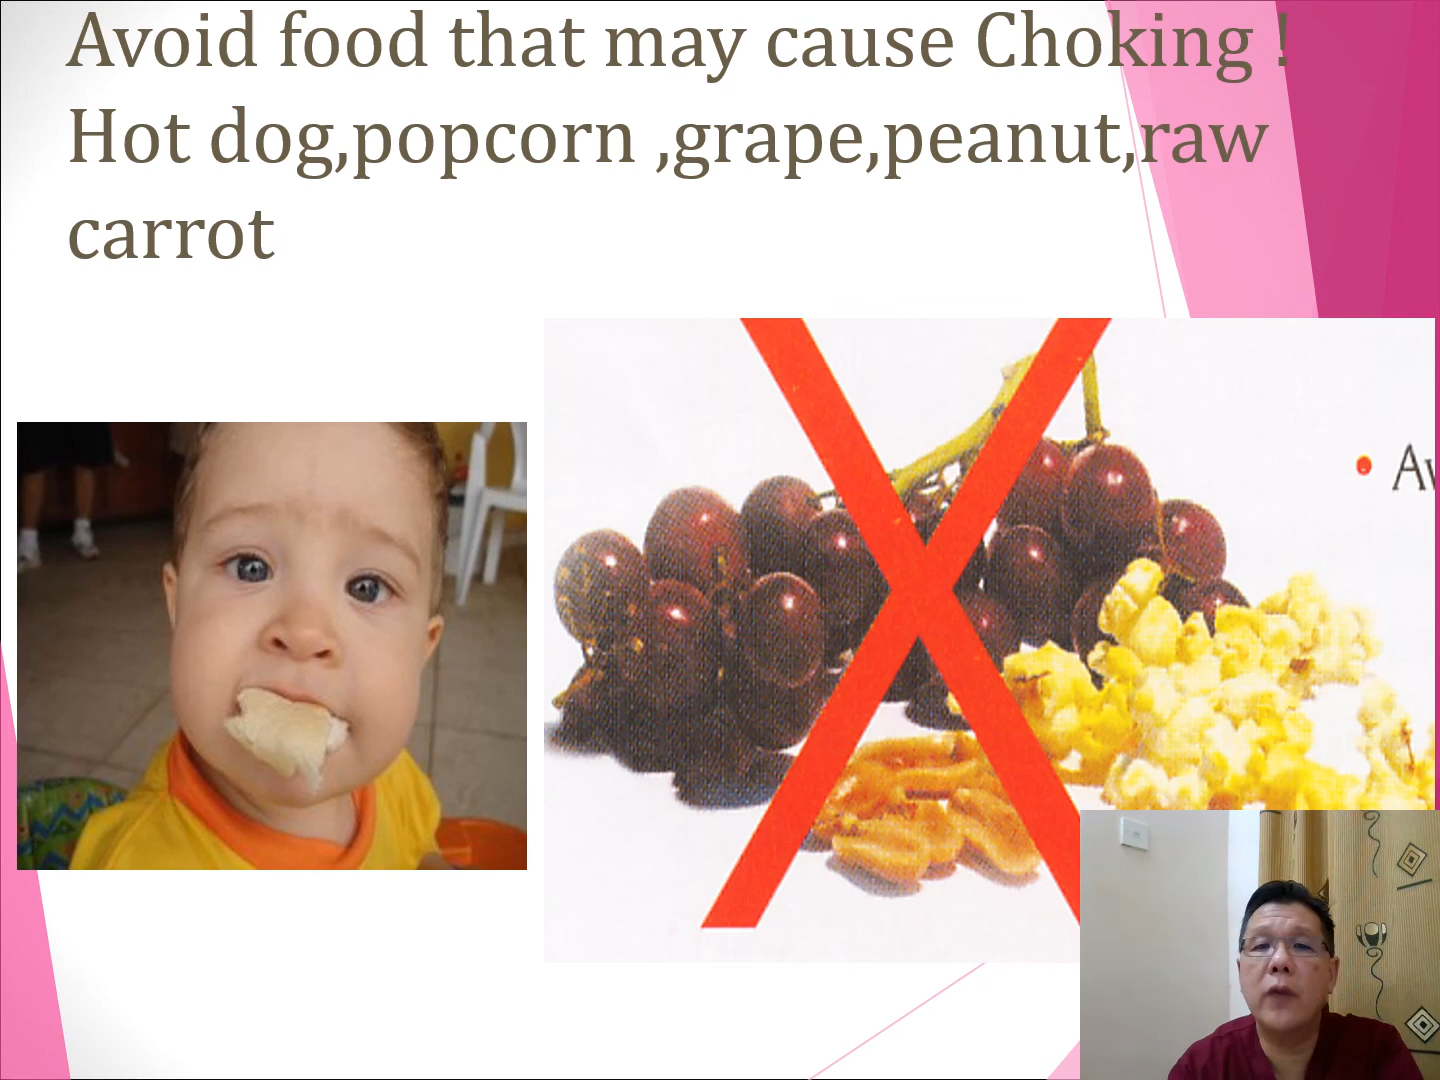 Avoid food that may cause Choking !
Hot dog,popcorn ,grape,peanut,raw
carrot